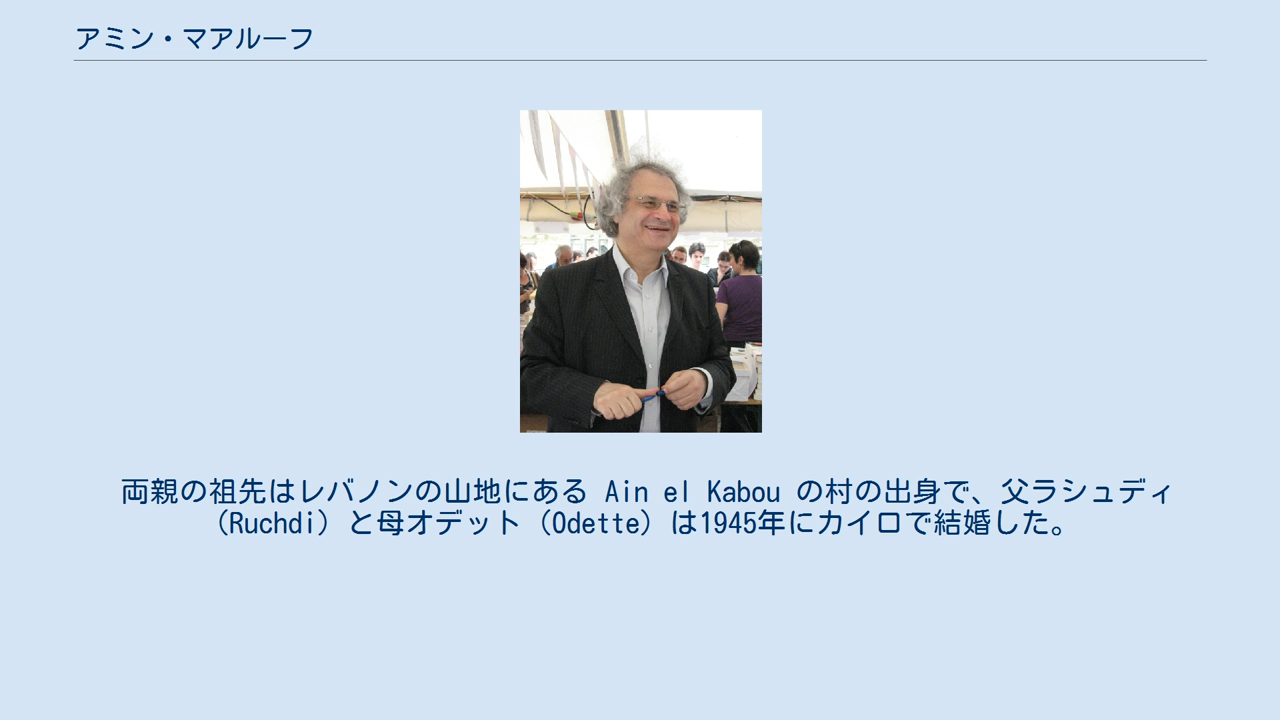 アミン・マアルーフ
両親の祖先はレバノンの山地にある Ain el Kabou の村の出身で、父ラシュディ
（Ruchdi）と母オデット（Odette）は1945年にカイロで結婚した。